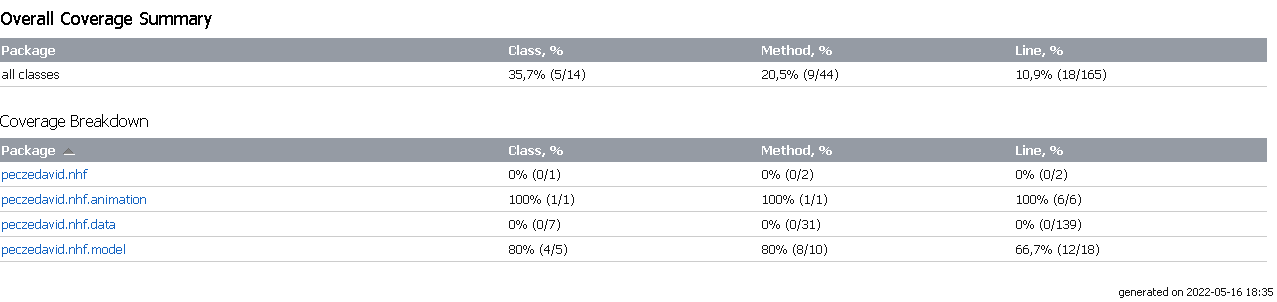 Overall Coverage Summary
Package Class, % Method, % Line, %
all classes 35,7% (5/14) 20,5% (9/44) 10,9% (18/165)
Coverage Breakdown
Package Class, % Method, % Line, %
peczedavid.nhf 0% (0/1) 0% (0/2) 0% (0/2)
peczedavid.nhf.animation 100% (1/1) 100% (1/1) 100% (6/6)
peczedavid.nhf.data 0% (0/7) 0% (0/31) 0% (0/139)
peczedavid.nhf.model 80% (4/5) 80% (8/10) 66,7% (12/18)
generated on 2022-05-16 18:35